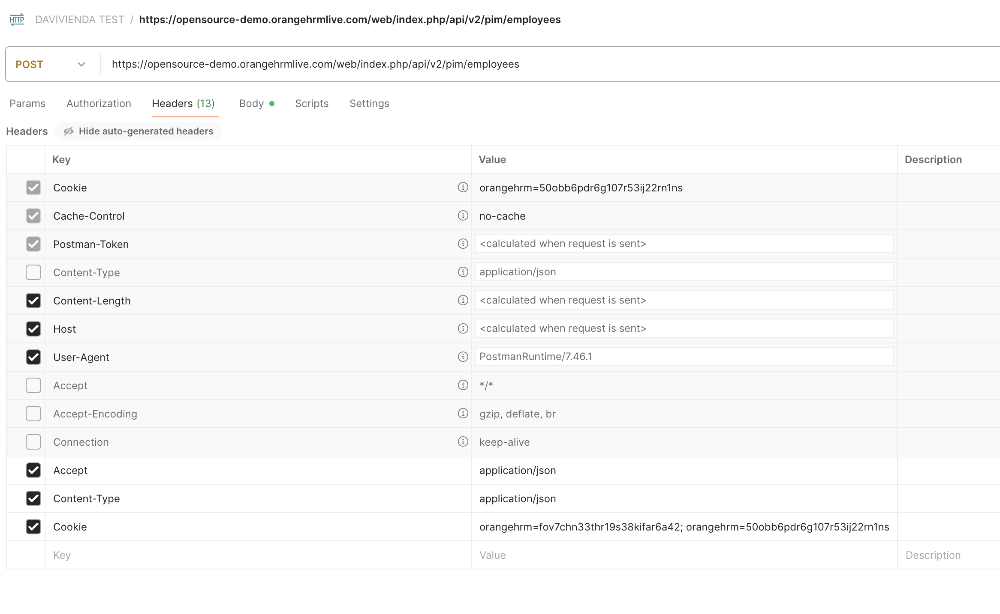 HTTP DAVIVIENDA TEST / https://opensource-demo.orangehrmlive.com/web/index.php/api/v2/pim/employees
POST https://opensource-demo.orangehrmlive.com/web/index.php/api/v2/pim/employees
Params Authorization Headers (13) Body Scripts Settings
Headers Hide auto-generated headers
Key Value Description
Cookie orangehrm=50obb6pdr6g107r53ij22rn1ns
Cache-Control no-cache
Postman-Token <calculated when request is sent>
Content-Type application/json
Content-Length <calculated when request is sent>
Host <calculated when request is sent>
User-Agent PostmanRuntime/7.46.1
Accept */*
Accept-Encoding gzip, deflate, br
Connection keep-alive
Accept application/json
Content-Type application/json
Cookie orangehrm=fov7chn33thr19s38kifar6a42; orangehrm=50obb6pdr6g107r53ij22rn1ns
Key Value Description